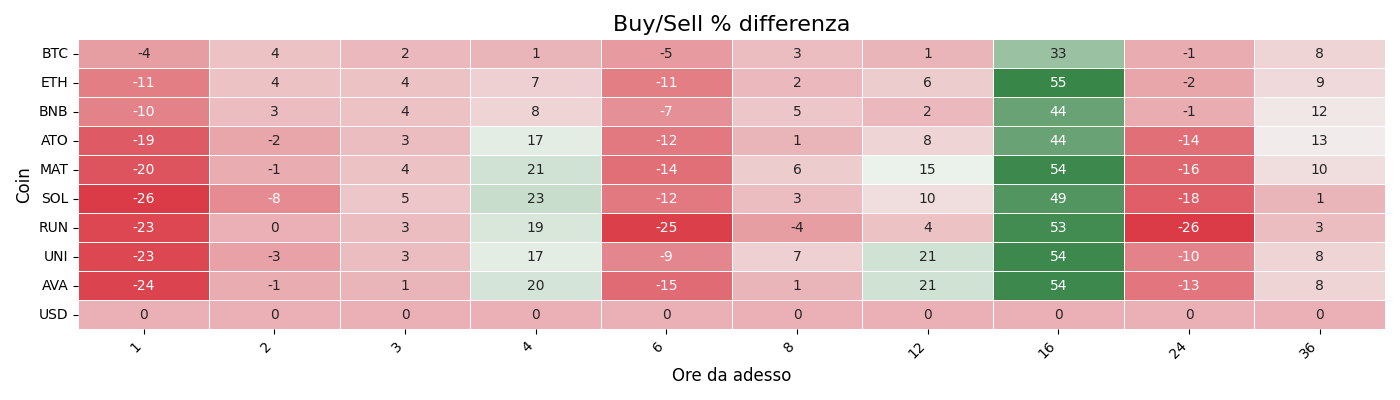 Buy/Sell % differenza
Coin
BTC -4 4 2 1 -5 3 1 33 -1 8
ETH -11 4 4 7 -11 2 6 55 -2 9
BNB -10 3 4 8 -7 5 2 44 -1 12
ATO -19 -2 3 17 -12 1 8 44 -14 13
MAT -20 -1 4 21 -14 6 15 54 -16 10
SOL -26 -8 5 23 -12 3 10 49 -18 1
RUN -23 0 3 19 -25 -4 4 53 -26 3
UNI -23 -3 3 17 -9 7 21 54 -10 8
AVA -24 -1 1 20 -15 1 21 54 -13 8
USD 0 0 0 0 0 0 0 0 0 0
1 2 3 4 6 8 12 16 24 36
Ore da adesso